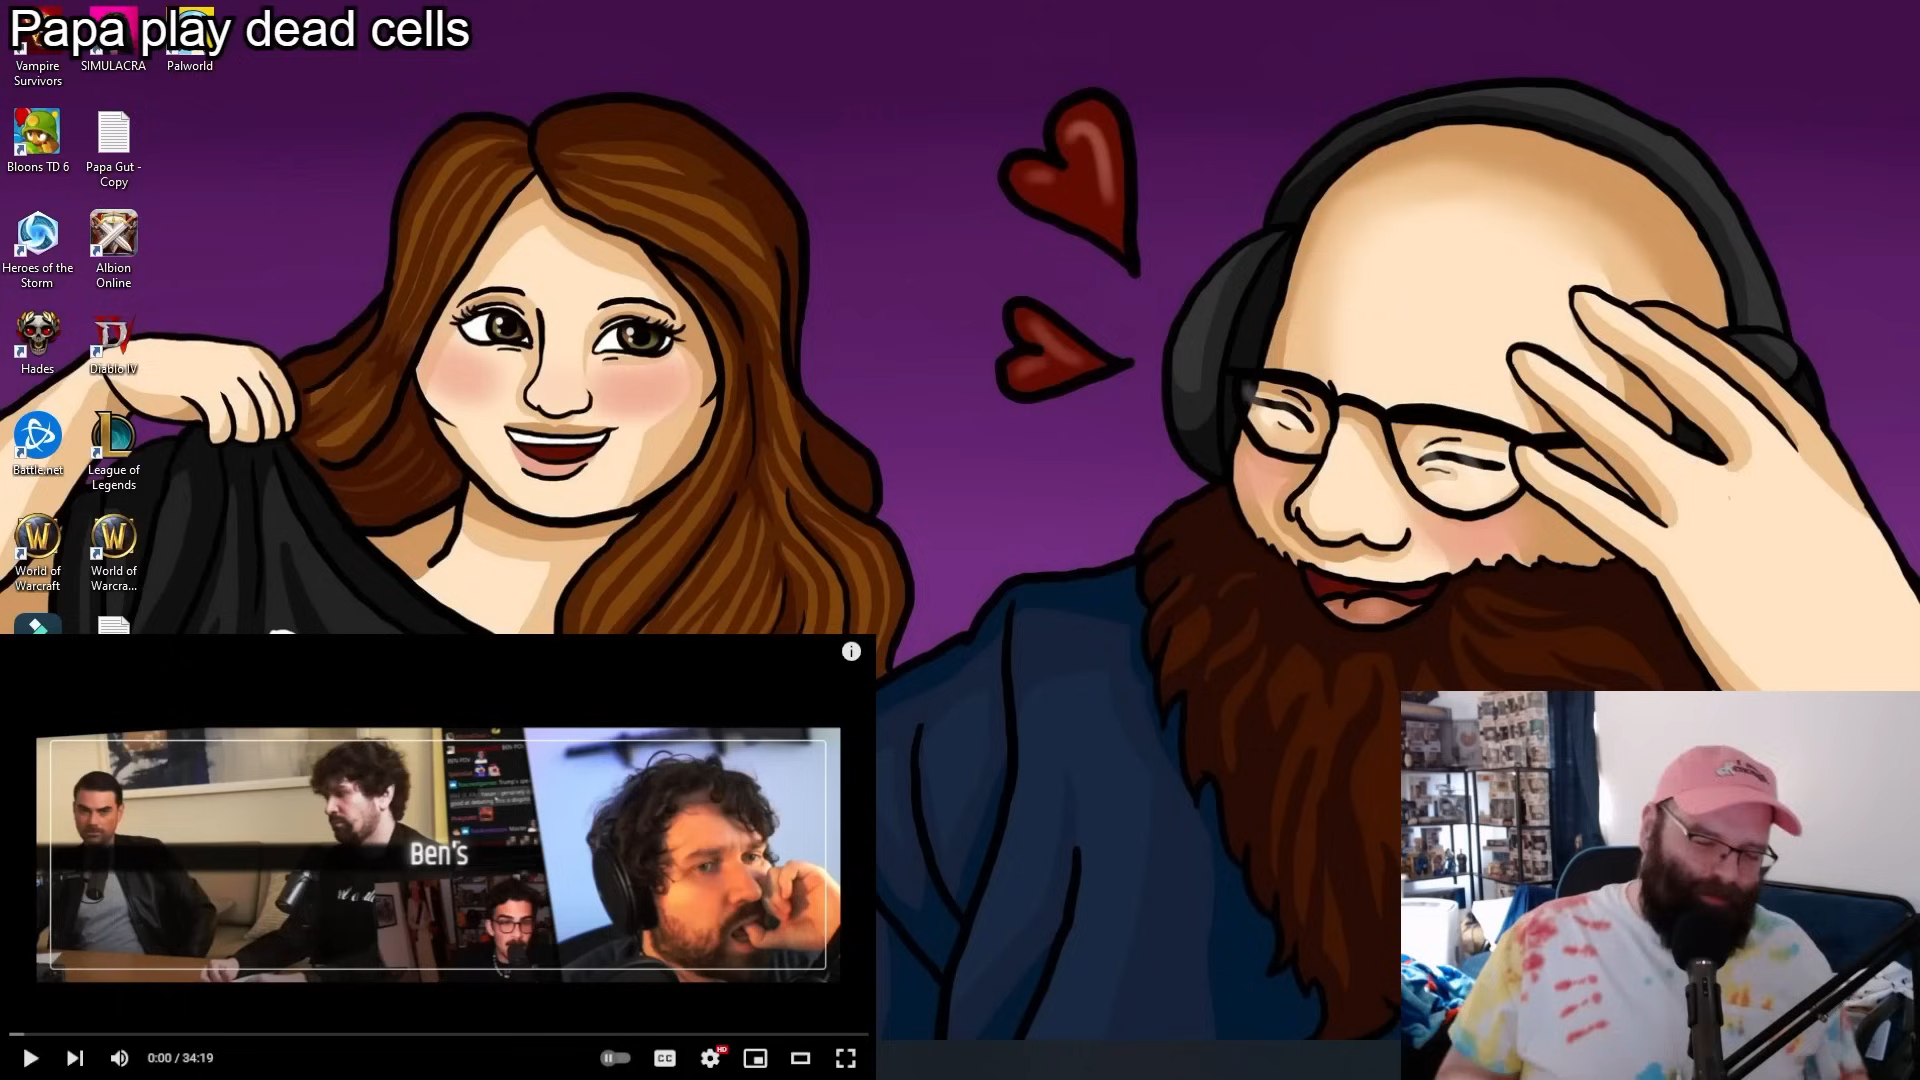 Papa play dead cells
Vampire
Survivors
SIMULACRA
Palworld
Bloons TD 6
Papa Gut -
Copy
Heroes of the
Storm
Albion
Online
Hades
Diablo IV
Battle.net
League of
Legends
World of
Warcraft
World of
Warcra...
Ben's
0:00 / 34:19
CC
HD